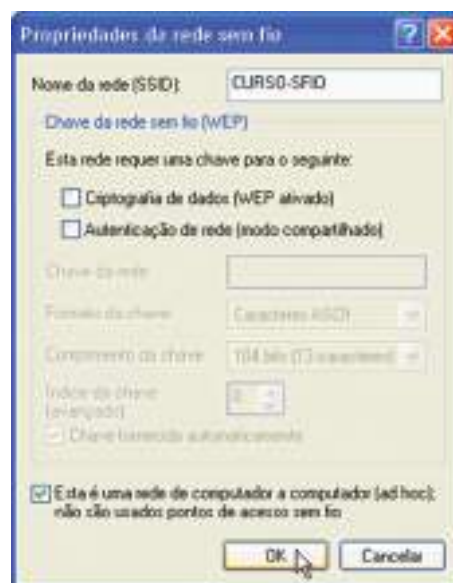 Propriedades da rede sem fio
Nome da rede (SSID): CURSO-SFIO
Chave da rede sem fio (WEP)
Esta rede requer uma chave para o seguinte:
Criptografia de dados (WEP ativado)
Autenticação de rede (modo compartilhado)
Chave da rede
Formato da chave Caracteres ASCII
Comprimento da chave 104 bits (13 caracteres)
Índice da chave
(avançado)
Chave fornecida automaticamente
Esta é uma rede de computador a computador (ad hoc);
não são usados pontos de acesso sem fio
OK Cancelar